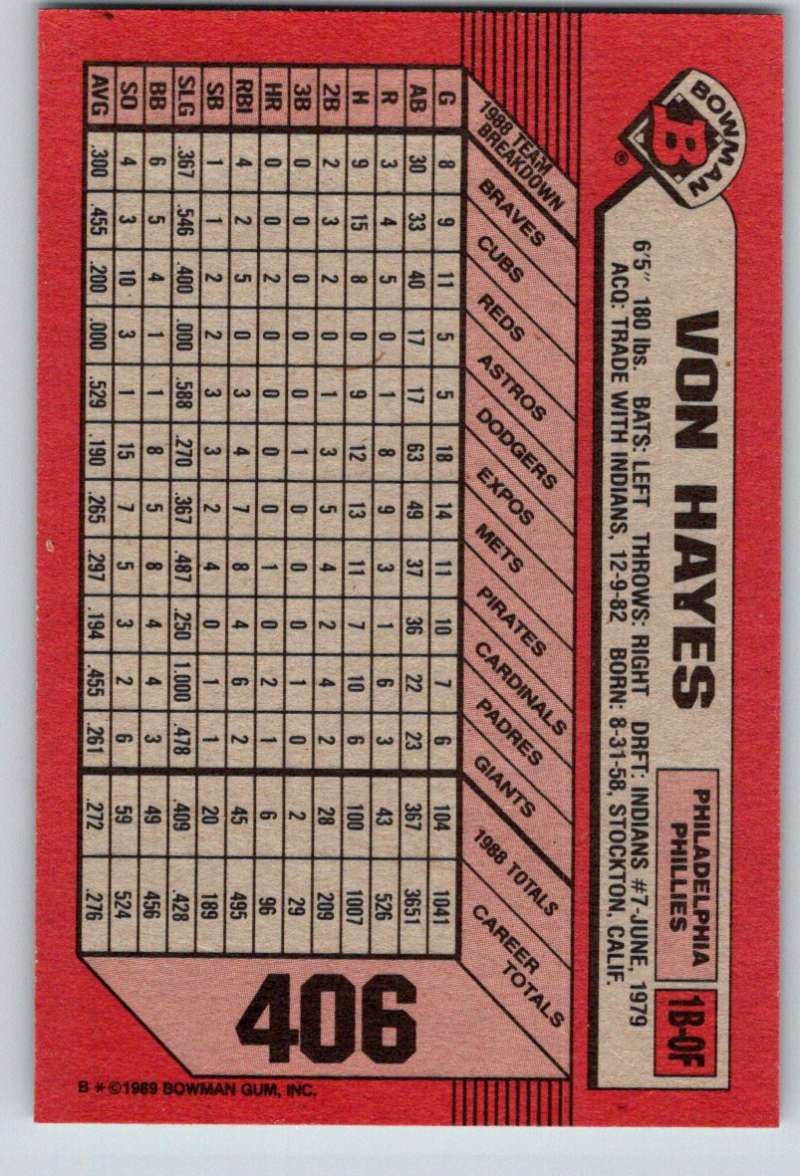 BOWMAN
B
®
VON HAYES
PHILADELPHIA
PHILLIES
1B-OF
6'5" 180 lbs. BATS: LEFT THROWS: RIGHT DRFT: INDIANS #7-JUNE, 1979
ACQ: TRADE WITH INDIANS, 12-9-82 BORN: 8-31-58, STOCKTON, CALIF.
1988 TEAM BREAKDOWN BRAVES CUBS REDS ASTROS DODGERS EXPOS METS PIRATES CARDINALS PADRES GIANTS 1988 TOTALS CAREER TOTALS
G 8 9 11 5 5 18 14 11 10 7 6 104 1041
AB 30 33 40 17 17 63 49 37 36 22 23 367 3651
R 3 4 5 0 1 8 9 3 1 6 3 43 526
H 9 15 8 0 9 12 13 11 7 10 6 100 1007
2B 2 3 2 0 1 3 5 4 2 4 2 28 209
3B 0 0 0 0 0 1 0 0 0 1 0 2 29
HR 0 0 2 0 0 0 0 1 0 2 1 6 96
RBI 4 2 5 0 3 4 7 8 4 6 2 45 495
SB 1 1 2 2 3 3 2 4 0 1 1 20 189
SLG .367 .546 .400 .000 .588 .270 .367 .487 .250 1.000 .478 .409 .428
BB 6 5 4 1 1 8 5 8 4 4 3 49 456
SO 4 3 10 3 1 15 7 5 3 2 6 59 524
AVG .300 .455 .200 .000 .529 .190 .265 .297 .194 .455 .261 .272 .276
406
B * ©1989 BOWMAN GUM, INC.